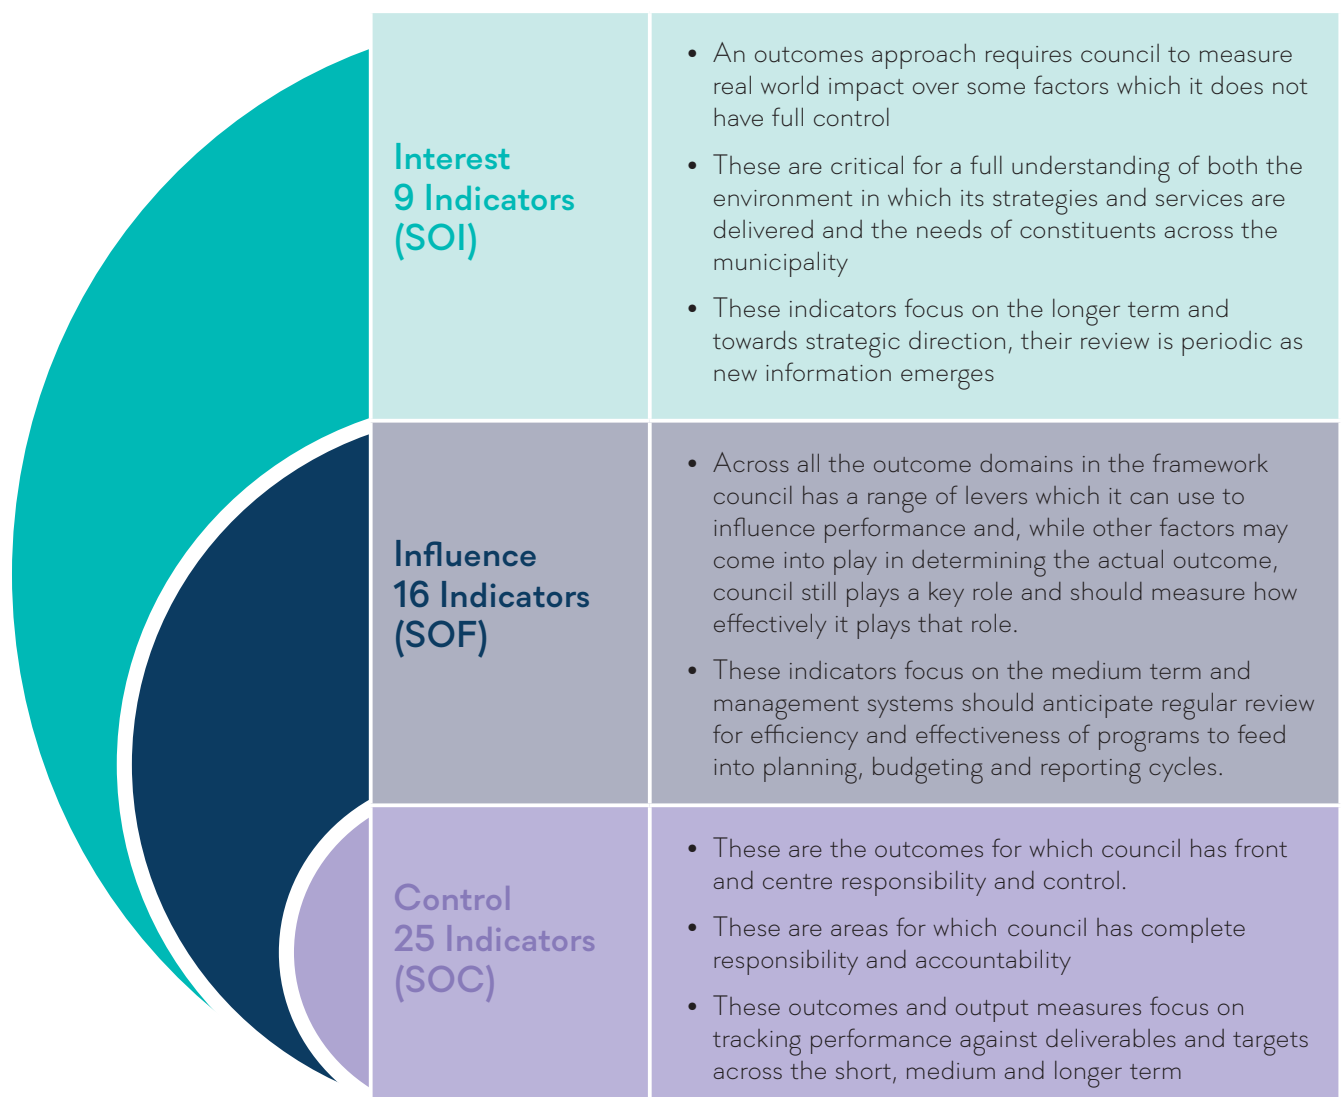 Interest
9 Indicators
(SOI)
• An outcomes approach requires council to measure
real world impact over some factors which it does not
have full control
• These are critical for a full understanding of both the
environment in which its strategies and services are
delivered and the needs of constituents across the
municipality
• These indicators focus on the longer term and
towards strategic direction, their review is periodic as
new information emerges
Influence
16 Indicators
(SOF)
• Across all the outcome domains in the framework
council has a range of levers which it can use to
influence performance and, while other factors may
come into play in determining the actual outcome,
council still plays a key role and should measure how
effectively it plays that role.
• These indicators focus on the medium term and
management systems should anticipate regular review
for efficiency and effectiveness of programs to feed
into planning, budgeting and reporting cycles.
Control
25 Indicators
(SOC)
• These are the outcomes for which council has front
and centre responsibility and control.
• These are areas for which council has complete
responsibility and accountability
• These outcomes and output measures focus on
tracking performance against deliverables and targets
across the short, medium and longer term